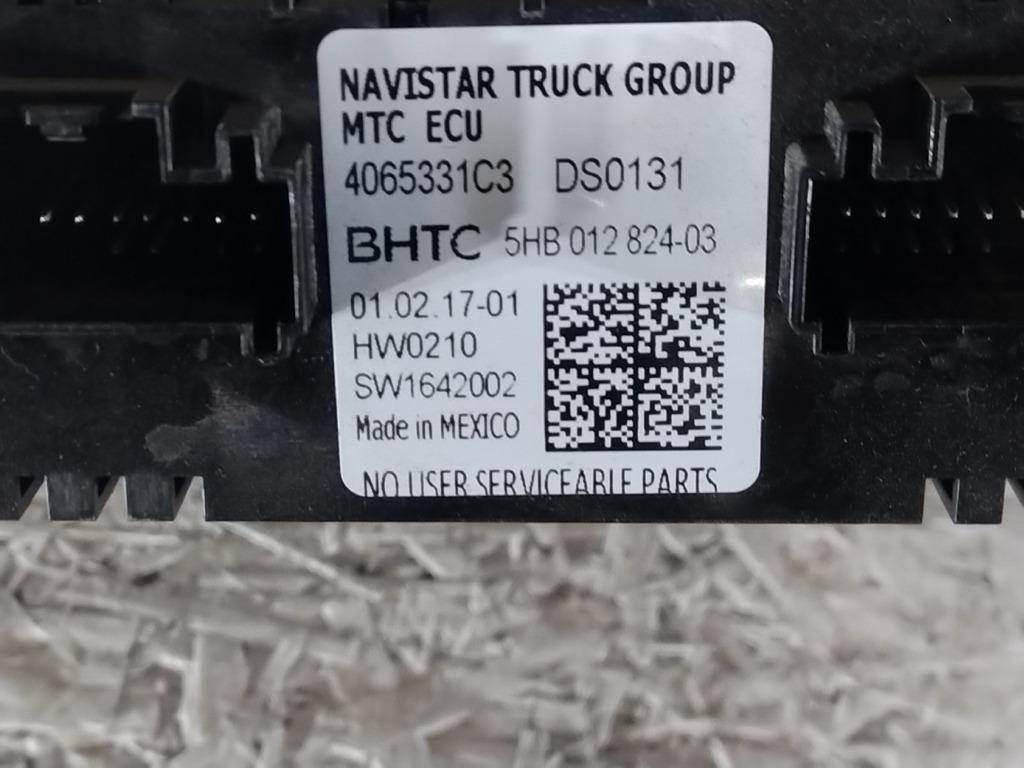 NAVISTAR TRUCK GROUP
MTC ECU
4065331C3 DS0131
BHTC 5HB 012 824-03
01.02.17-01
HW0210
SW1642002
Made in MEXICO
NO USER SERVICEABLE PARTS